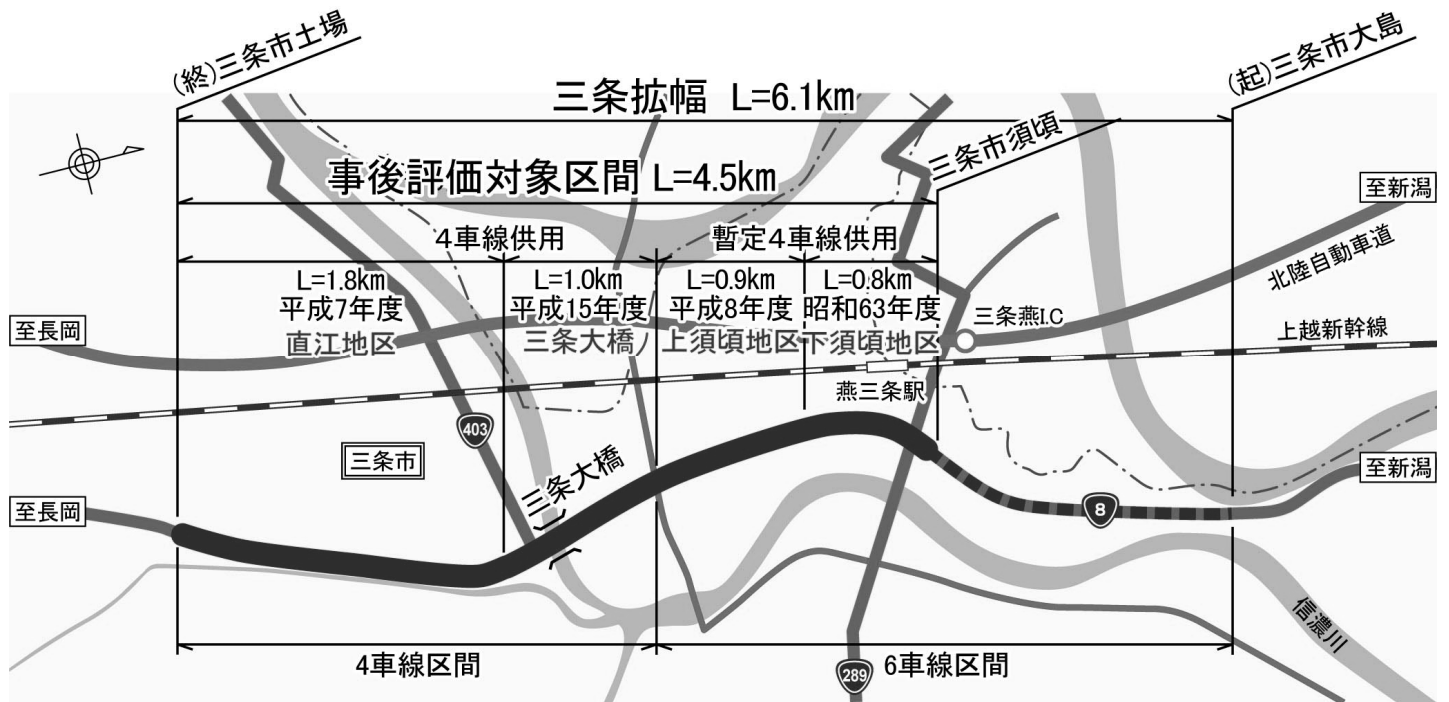 (終)三条市土場
(起)三条市大島
三条拡幅 L=6.1km
三条市須頃
事後評価対象区間 L=4.5km
至新潟
4車線供用
暫定4車線供用
北陸自動車道
L=1.8km
平成7年度
直江地区
L=1.0km
平成15年度
三条大橋
L=0.9km
平成8年度
上須頃地区
L=0.8km
昭和63年度
下須頃地区
三条燕I.C
至長岡
上越新幹線
燕三条駅
403
三条市
三条大橋
至新潟
至長岡
8
信濃川
4車線区間
6車線区間
289